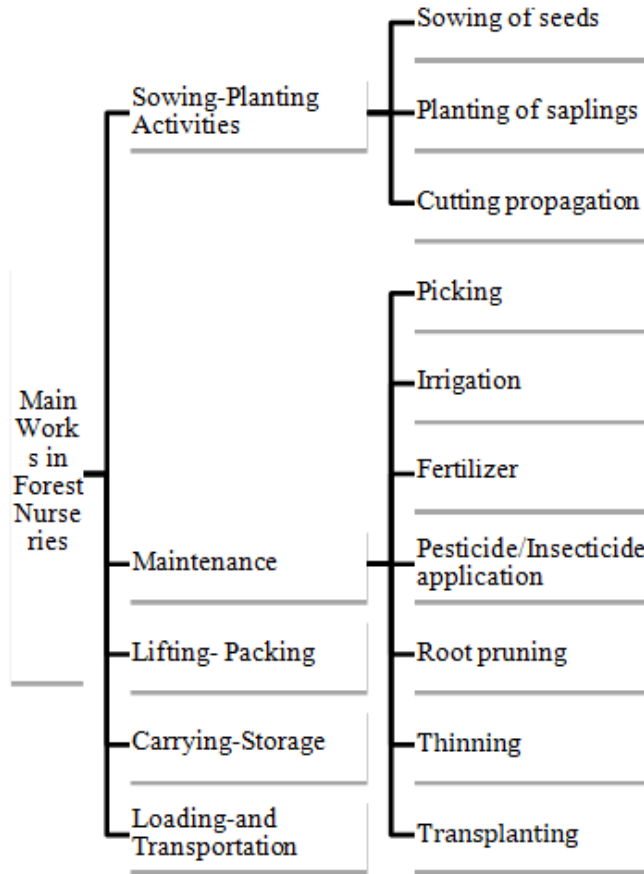 Main
Work
s in
Forest
Nurse
ries
Sowing-Planting
Activities
Sowing of seeds
Planting of saplings
Cutting propagation
Maintenance
Picking
Irrigation
Fertilizer
Pesticide/Insecticide
application
Root pruning
Thinning
Transplanting
Lifting- Packing
Carrying-Storage
Loading-and
Transportation